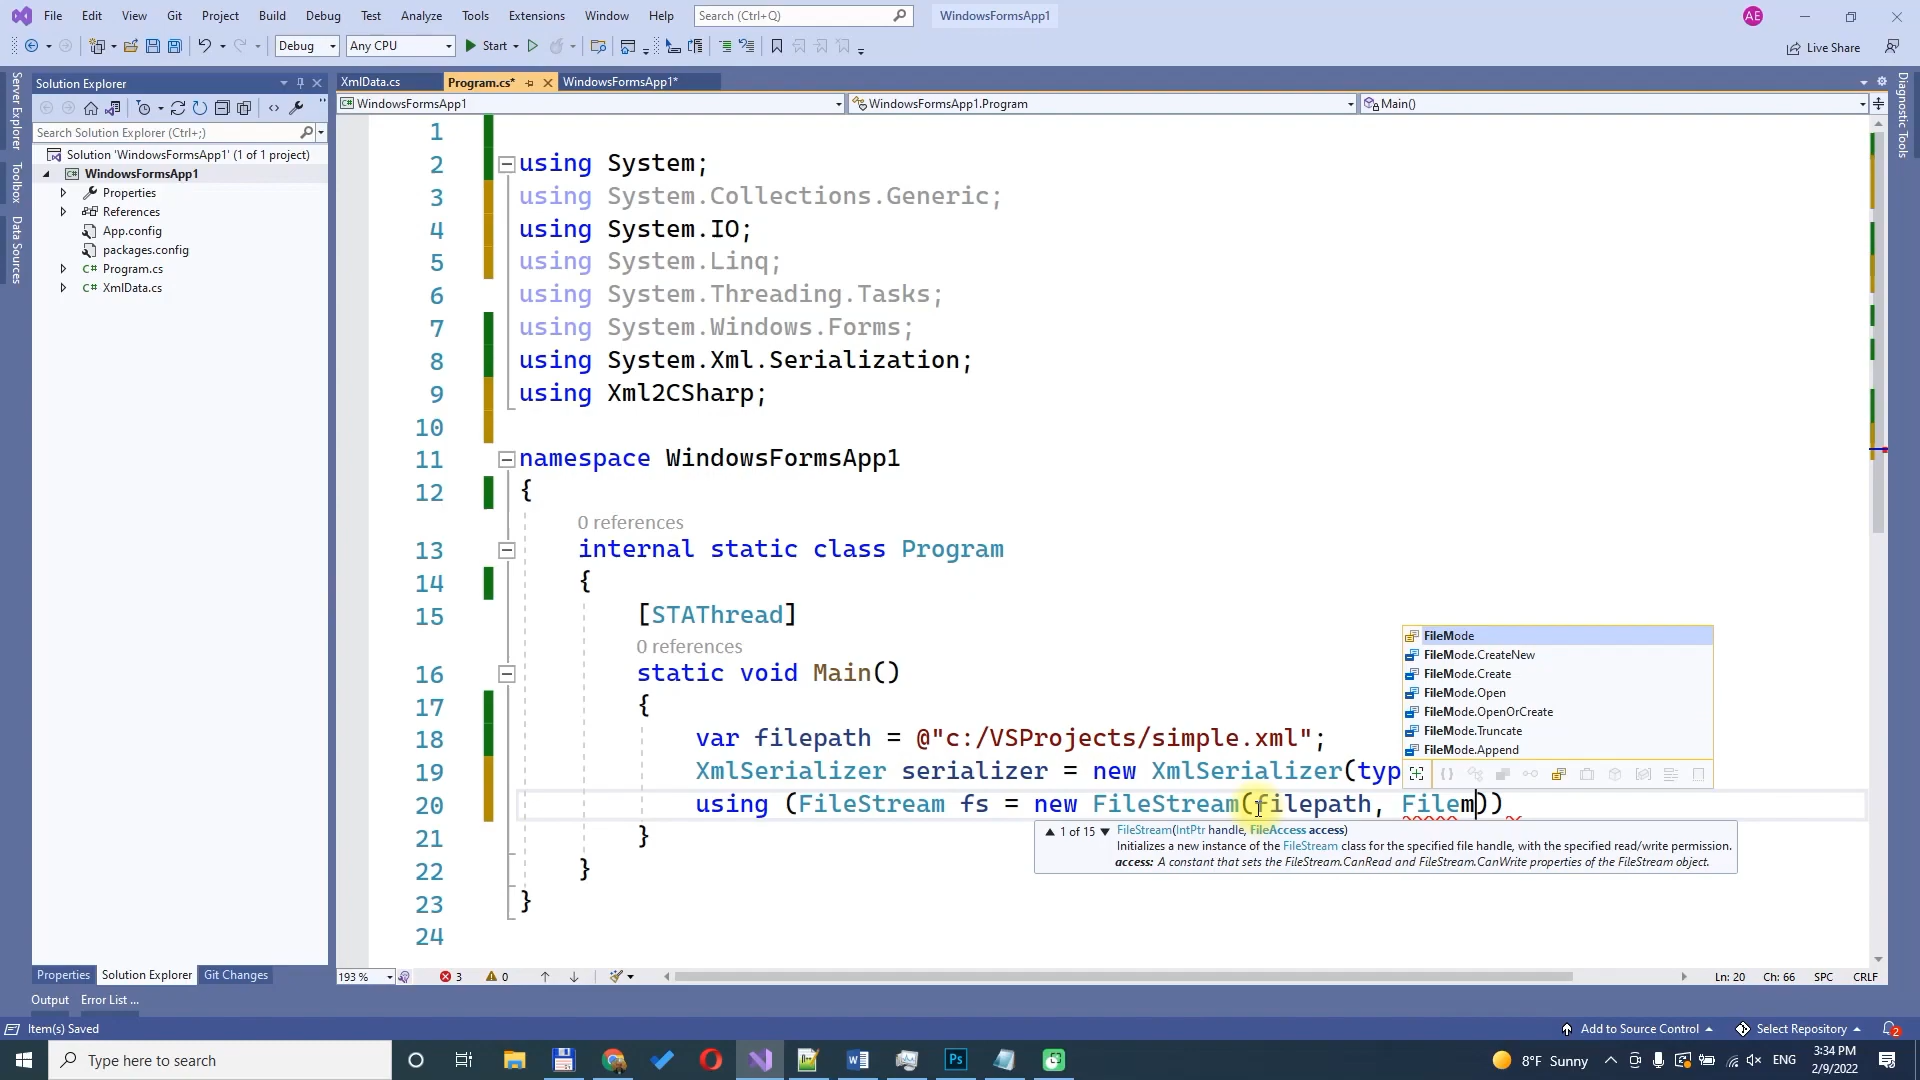 File Edit View Git Project Build Debug Test Analyze Tools Extensions Window Help Search (Ctrl+Q) WindowsFormsApp1 AE
Debug Any CPU Start Live Share
Solution Explorer
XmlData.cs Program.cs* WindowsFormsApp1*
WindowsFormsApp1 WindowsFormsApp1.Program Main()
Server Explorer
Toolbox
Data Sources
Diagnostic Tools
Search Solution Explorer (Ctrl+;)
Solution 'WindowsFormsApp1' (1 of 1 project)
WindowsFormsApp1
Properties
References
App.config
packages.config
C# Program.cs
C# XmlData.cs
1
2 using System;
3 using System.Collections.Generic;
4 using System.IO;
5 using System.Linq;
6 using System.Threading.Tasks;
7 using System.Windows.Forms;
8 using System.Xml.Serialization;
9 using Xml2CSharp;
10
11 namespace WindowsFormsApp1
12 {
0 references
13 internal static class Program
14 {
15 [STAThread]
0 references
16 static void Main()
17 {
18 var filepath = @"c:/VSProjects/simple.xml";
19 XmlSerializer serializer = new XmlSerializer(typ
20 using (FileStream fs = new FileStream(filepath, Filem))
21 }
22 }
23 }
24
FileMode
FileMode.CreateNew
FileMode.Create
FileMode.Open
FileMode.OpenOrCreate
FileMode.Truncate
FileMode.Append
▲ 1 of 15 ▼ FileStream(IntPtr handle, FileAccess access)
Initializes a new instance of the FileStream class for the specified file handle, with the specified read/write permission.
access: A constant that sets the FileStream.CanRead and FileStream.CanWrite properties of the FileStream object.
Properties Solution Explorer Git Changes
193 % 3 0 Ln: 20 Ch: 66 SPC CRLF
Output Error List ...
Item(s) Saved Add to Source Control Select Repository 2
Type here to search Ps 8°F Sunny ENG 3:34 PM
2/9/2022